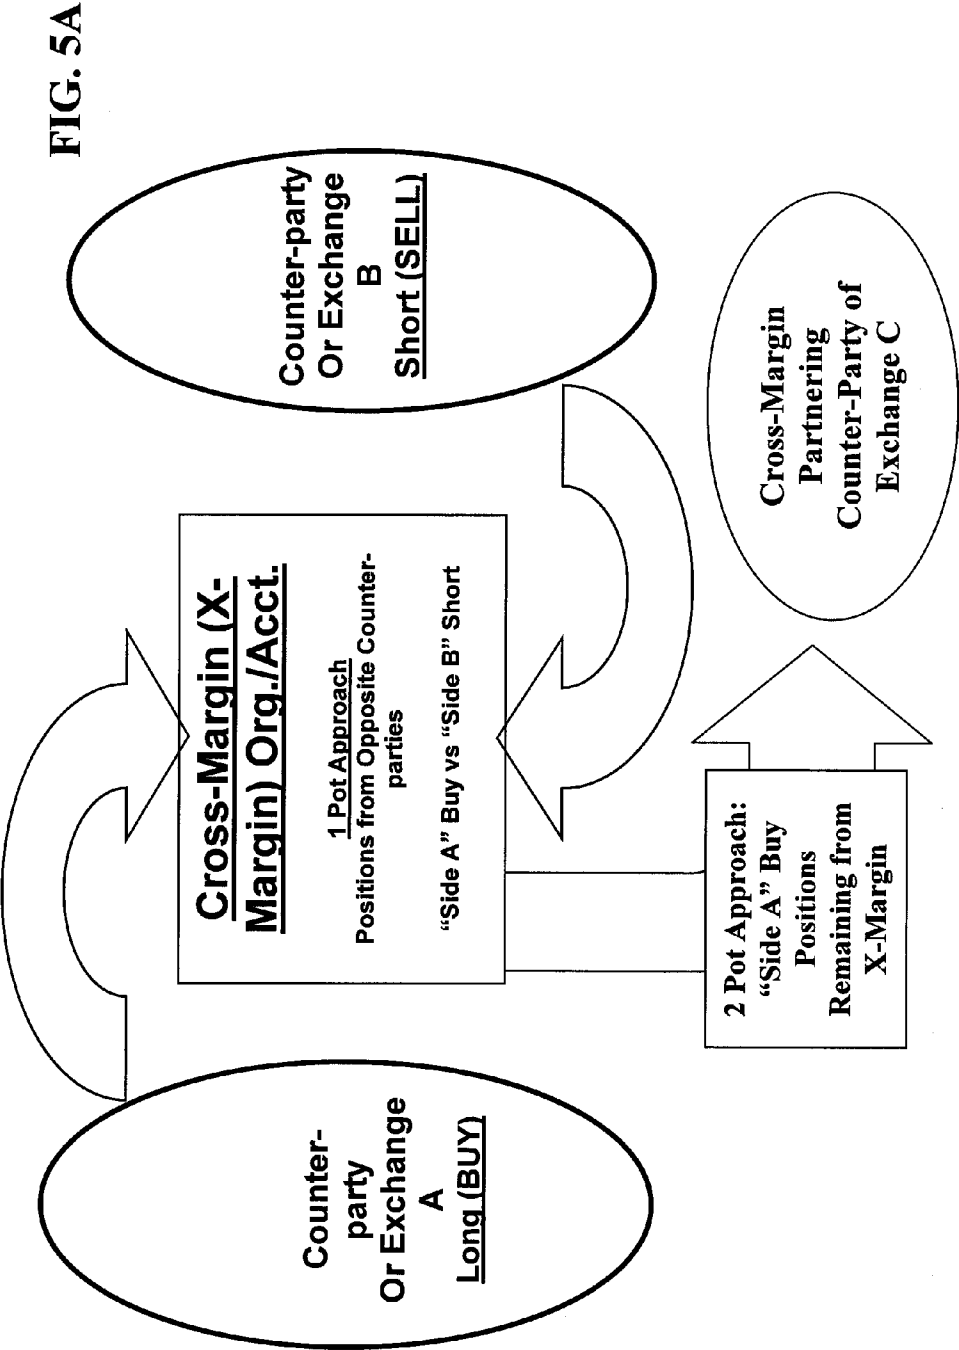 FIG. 5A
Counter-
party
Or Exchange
A
Long (BUY)
Cross-Margin (X-
Margin) Org./Acct.
1 Pot Approach
Positions from Opposite Counter-
parties
“Side A” Buy vs “Side B” Short
Counter-party
Or Exchange
B
Short (SELL)
2 Pot Approach:
“Side A” Buy
Positions
Remaining from
X-Margin
Cross-Margin
Partnering
Counter-Party of
Exchange C